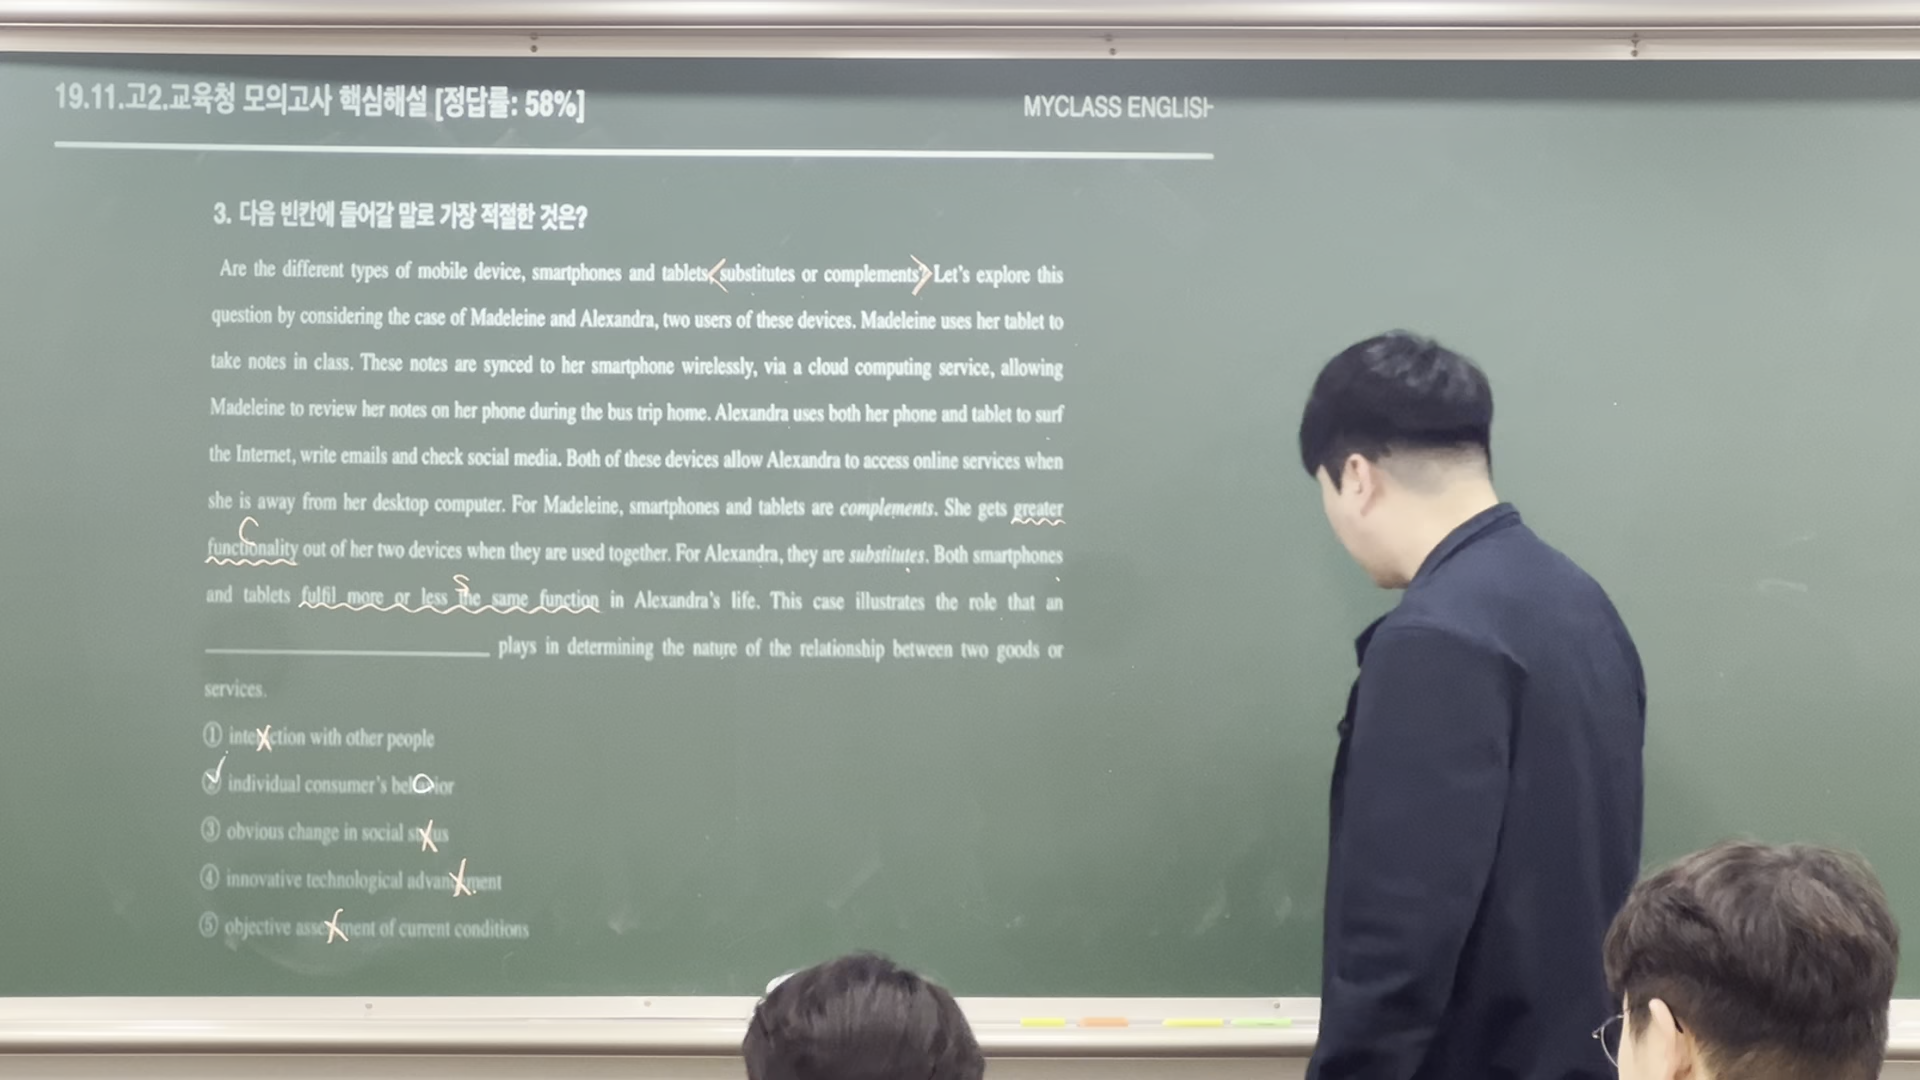 19.11.고2.교육청 모의고사 핵심해설 [정답률: 58%]
MYCLASS ENGLISH
3. 다음 빈칸에 들어갈 말로 가장 적절한 것은?
Are the different types of mobile device, smartphones and tablets, substitutes or complements? Let's explore this
question by considering the case of Madeleine and Alexandra, two users of these devices. Madeleine uses her tablet to
take notes in class. These notes are synced to her smartphone wirelessly, via a cloud computing service, allowing
Madeleine to review her notes on her phone during the bus trip home. Alexandra uses both her phone and tablet to surf
the Internet, write emails and check social media. Both of these devices allow Alexandra to access online services when
she is away from her desktop computer. For Madeleine, smartphones and tablets are complements. She gets greater
C
functionality out of her two devices when they are used together. For Alexandra, they are substitutes. Both smartphones
S
and tablets fulfil more or less the same function in Alexandra's life. This case illustrates the role that an
plays in determining the nature of the relationship between two goods or
services.
① interaction with other people
② individual consumer's behavior
③ obvious change in social status
④ innovative technological advancement
⑤ objective assessment of current conditions